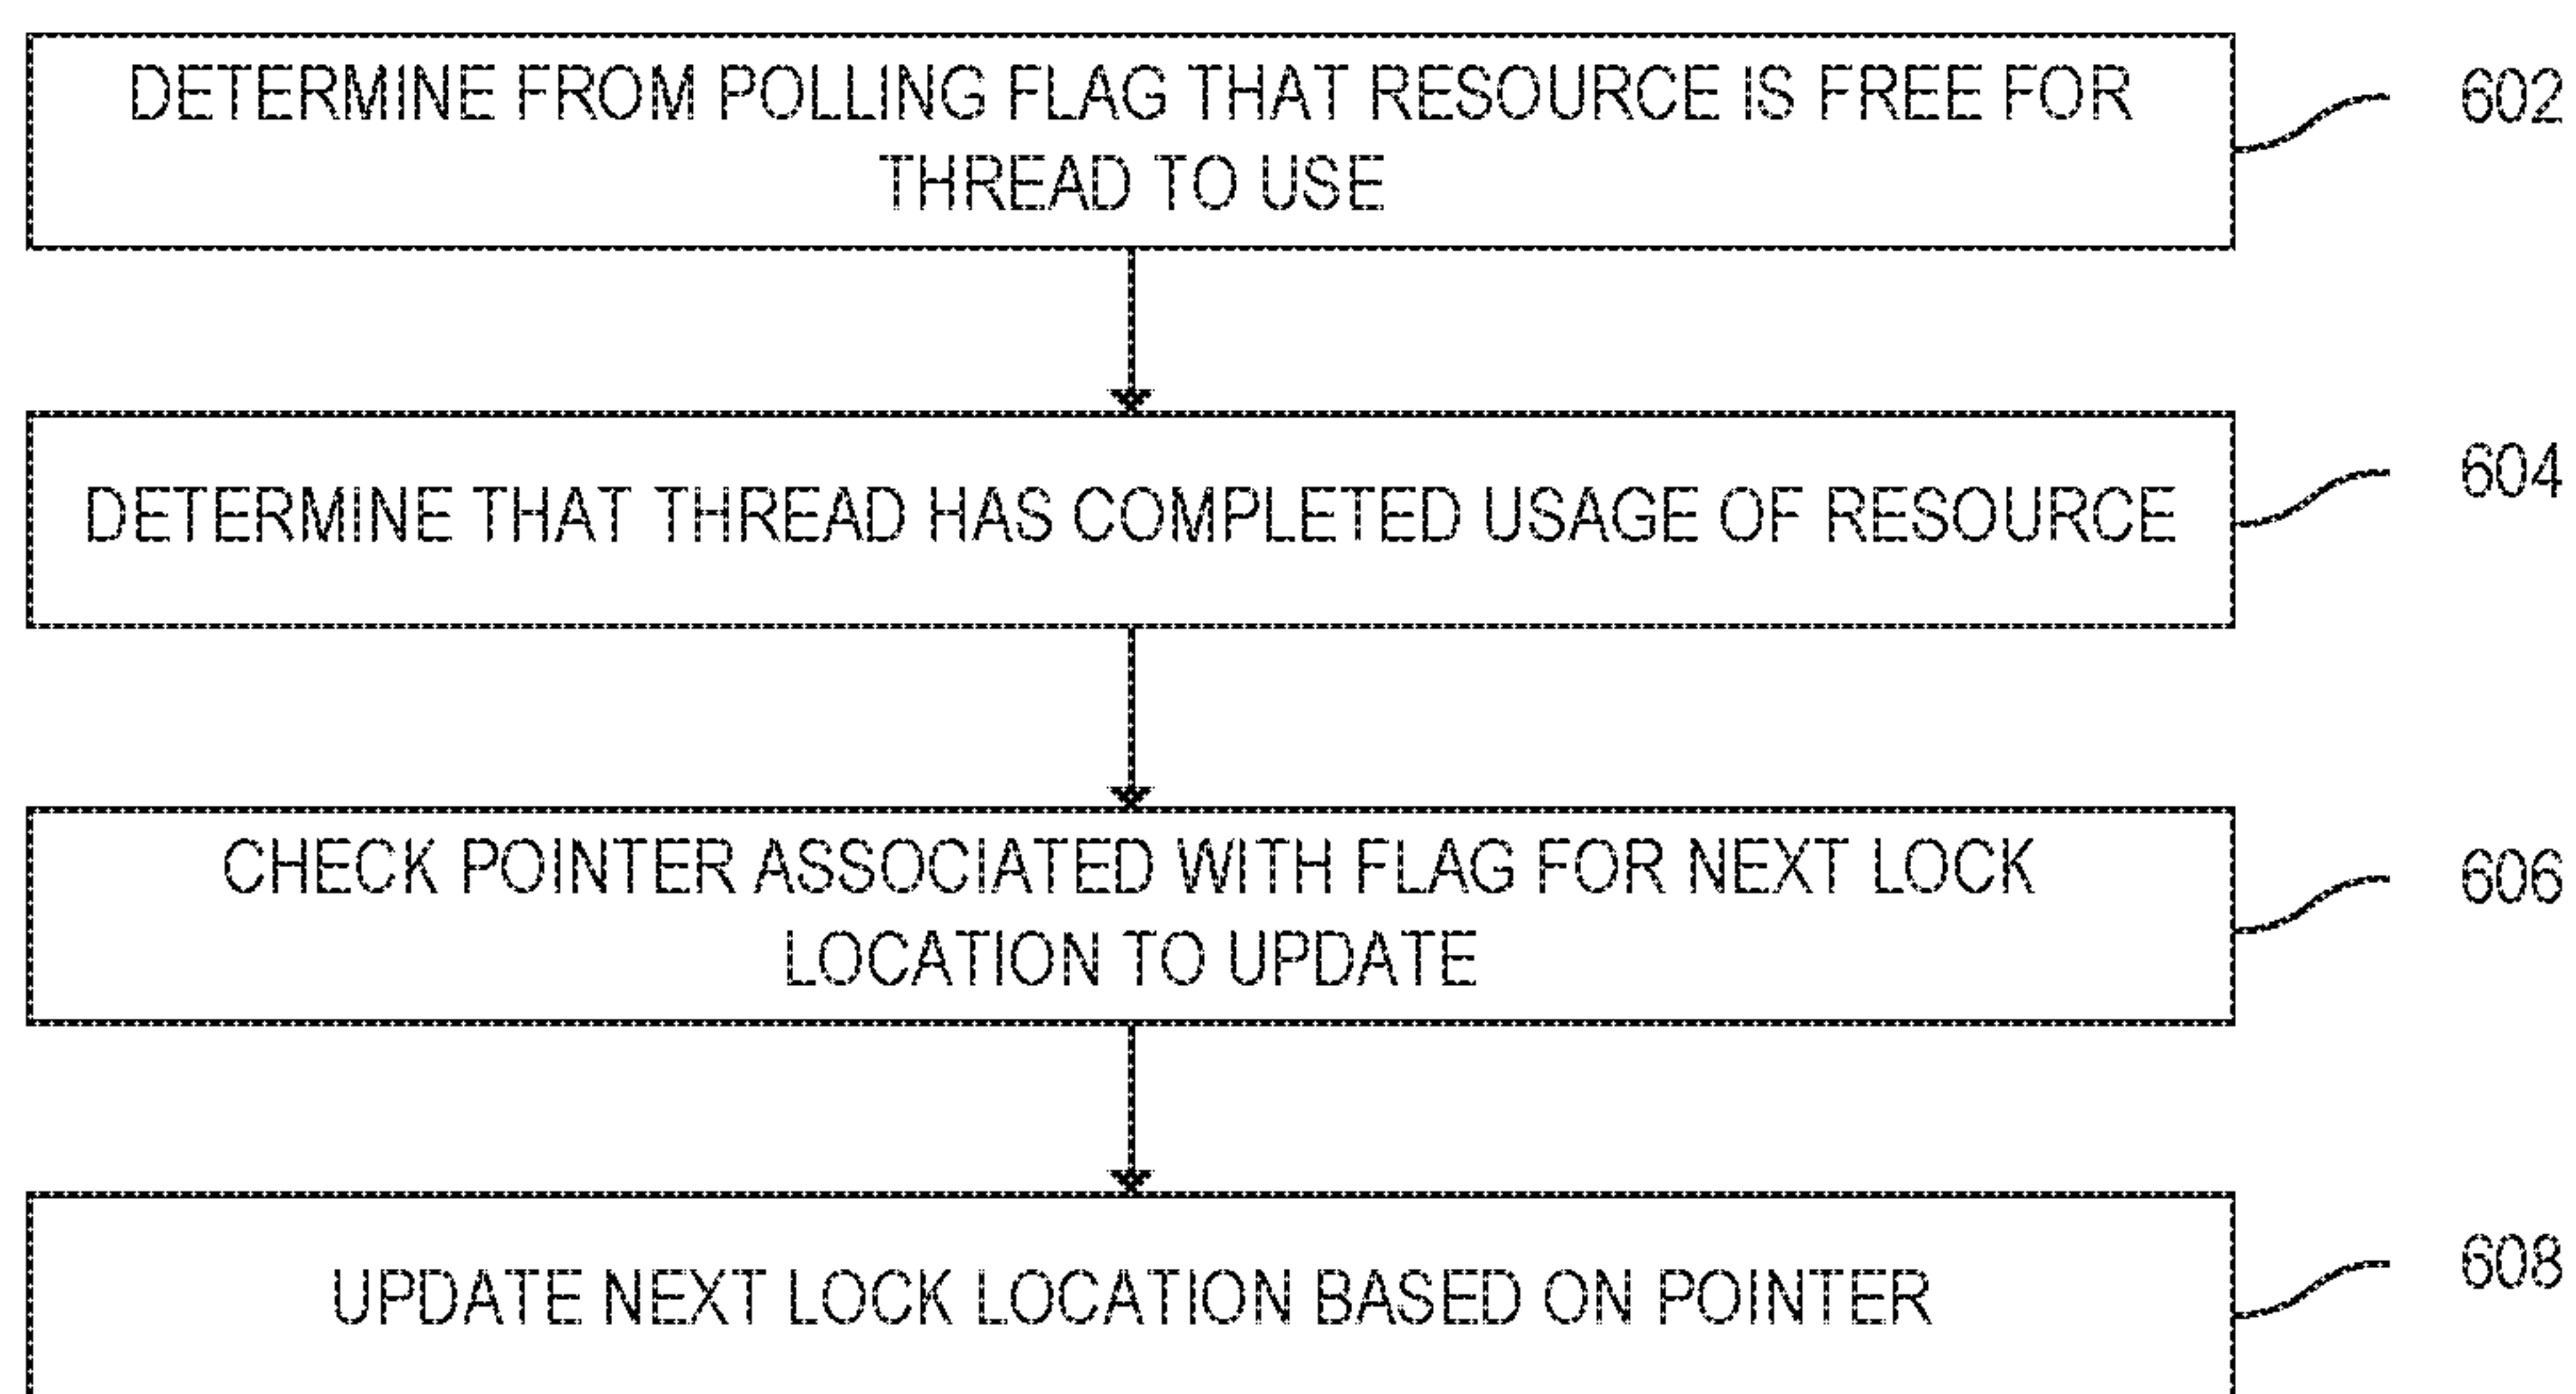 DETERMINE FROM POLLING FLAG THAT RESOURCE IS FREE FOR
THREAD TO USE
602
DETERMINE THAT THREAD HAS COMPLETED USAGE OF RESOURCE
604
CHECK POINTER ASSOCIATED WITH FLAG FOR NEXT LOCK
LOCATION TO UPDATE
606
UPDATE NEXT LOCK LOCATION BASED ON POINTER
608